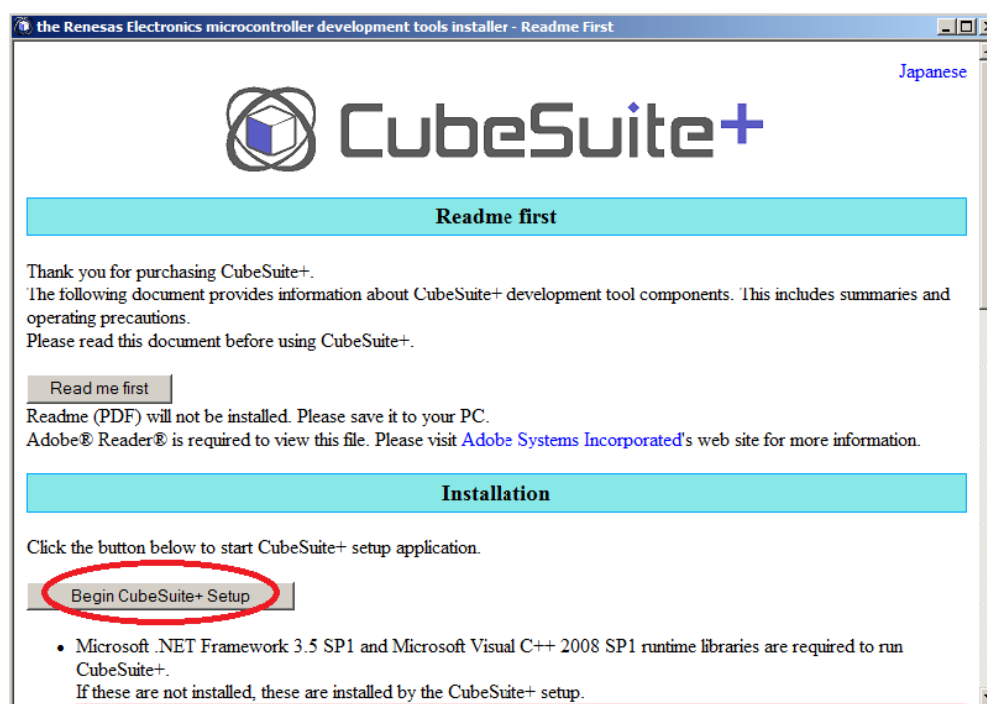 the Renesas Electronics microcontroller development tools installer - Readme First
Japanese
CubeSuite+
Readme first
Thank you for purchasing CubeSuite+.
The following document provides information about CubeSuite+ development tool components. This includes summaries and
operating precautions.
Please read this document before using CubeSuite+.
Read me first
Readme (PDF) will not be installed. Please save it to your PC.
Adobe® Reader® is required to view this file. Please visit Adobe Systems Incorporated's web site for more information.
Installation
Click the button below to start CubeSuite+ setup application.
Begin CubeSuite+ Setup
• Microsoft .NET Framework 3.5 SP1 and Microsoft Visual C++ 2008 SP1 runtime libraries are required to run
CubeSuite+.
If these are not installed, these are installed by the CubeSuite+ setup.